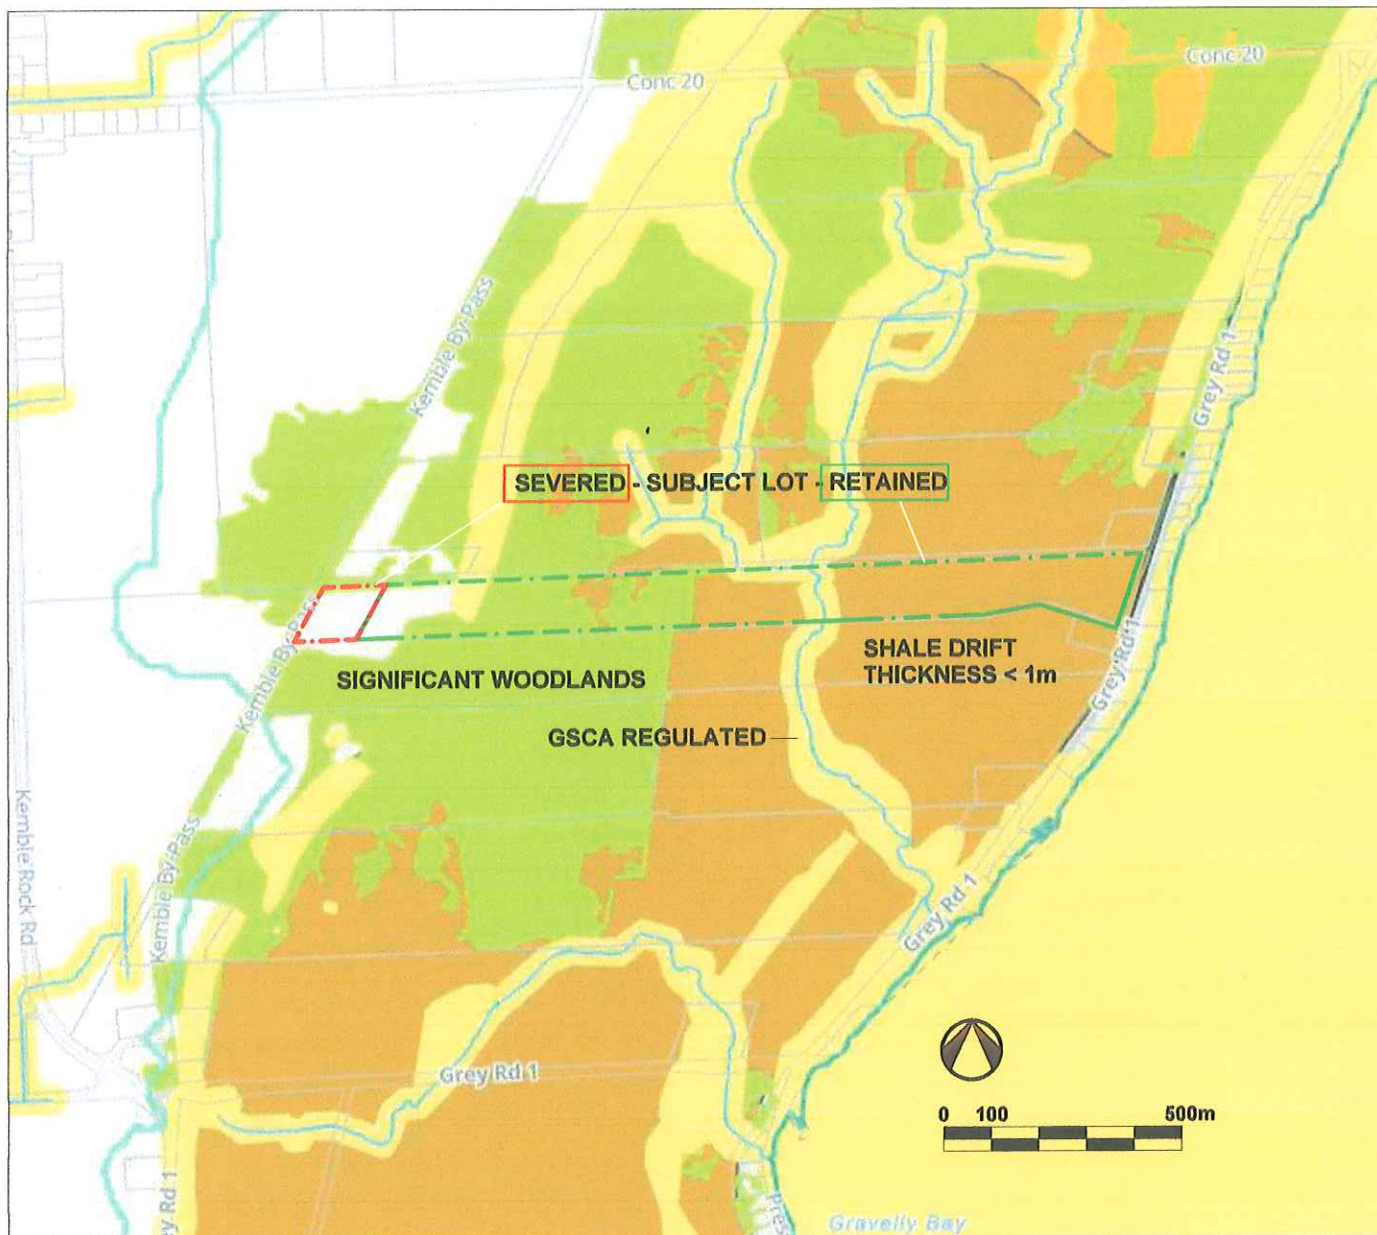 Conc 20
Conc 20
Kemble By-Pass
Grey Rd 1
SEVERED - SUBJECT LOT - RETAINED
Kemble By-Pass
SIGNIFICANT WOODLANDS
SHALE DRIFT
THICKNESS < 1m
Grey Rd 1
GSCA REGULATED
Kemble Rock Rd
Kemble By-Pass
Grey Rd 1
Grey Rd 1
0 100 500m
Rd 1
Gravelly Bay